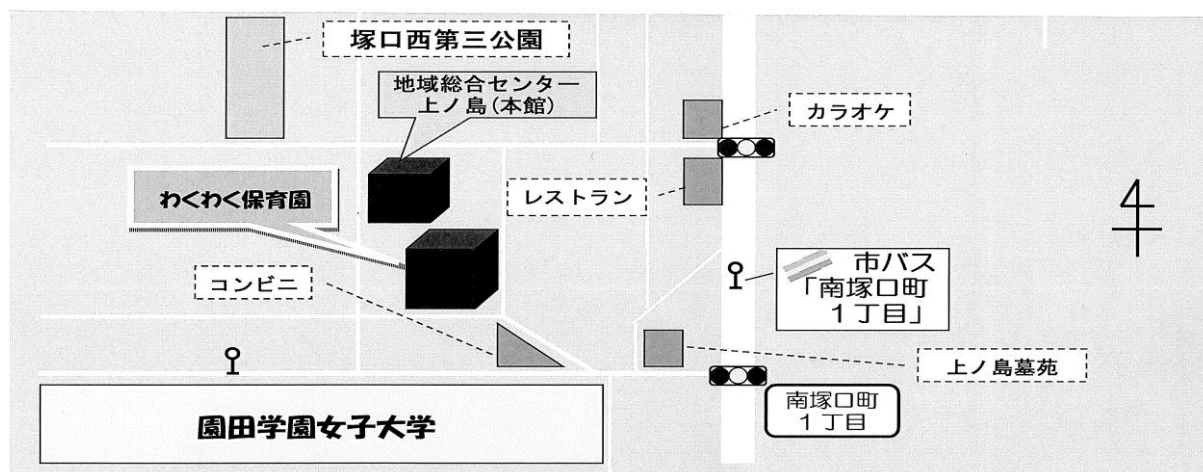 塚口西第三公園
地域総合センター
上ノ島(本館)
カラオケ
わくわく保育園
レストラン
コンビニ
市バス
「南塚口町
1丁目」
上ノ島墓苑
南塚口町
1丁目
園田学園女子大学